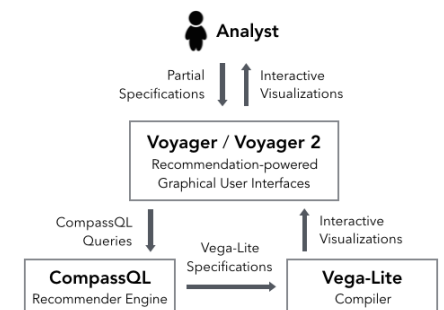 Analyst
Partial
Specifications
Interactive
Visualizations
Voyager / Voyager 2
Recommendation-powered
Graphical User Interfaces
CompassQL
Queries
Vega-Lite
Specifications
Interactive
Visualizations
CompassQL
Recommender Engine
Vega-Lite
Compiler